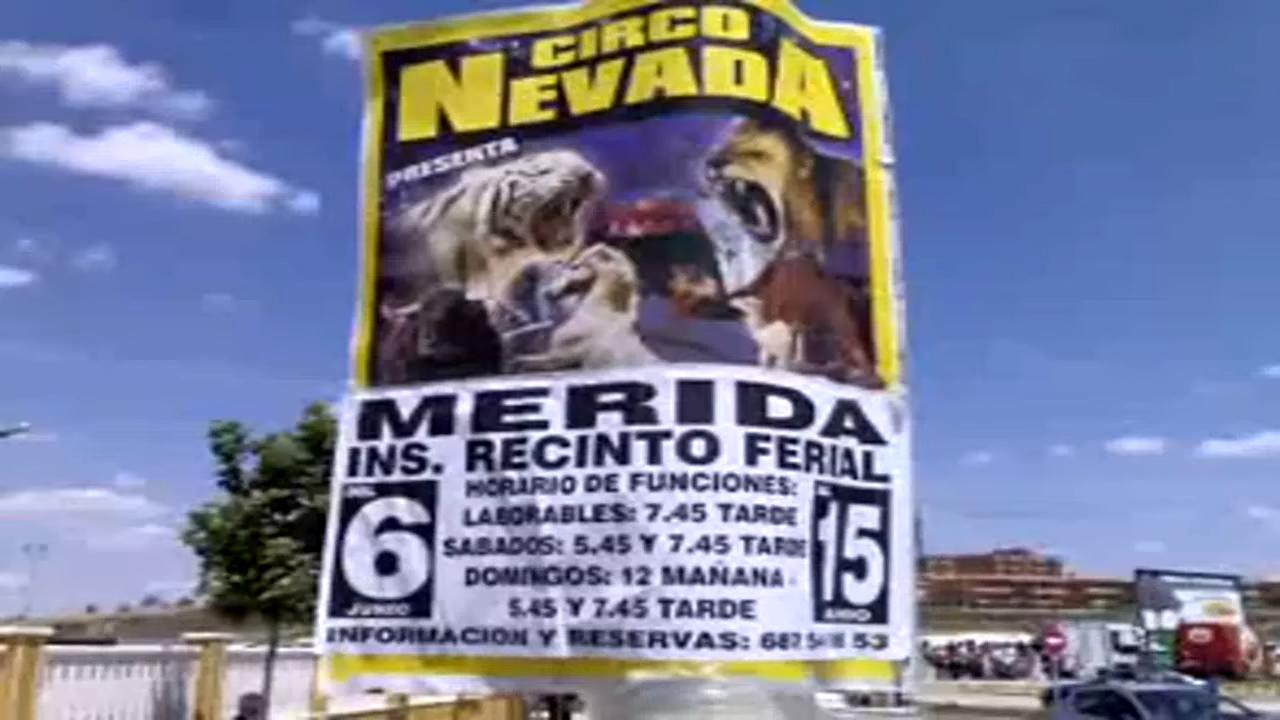 CIRCO
NEVADA
PRESENTA
MERIDA
INS. RECINTO FERIAL
HORARIO DE FUNCIONES:
LABORABLES: 7.45 TARDE
SABADOS: 5.45 Y 7.45 TARDE
DOMINGOS: 12 MAÑANA
5.45 Y 7.45 TARDE
6
JUNIO
15
INFORMACION Y RESERVAS: